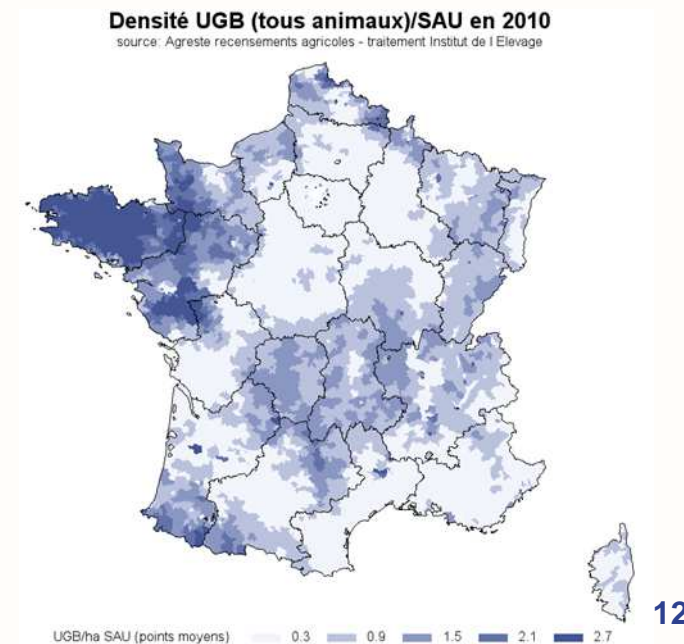 Densité UGB (tous animaux)/SAU en 2010
source: Agreste recensements agricoles - traitement Institut de l Elevage
12
UGB/ha SAU (points moyens) 0.3 0.9 1.5 2.1 2.7